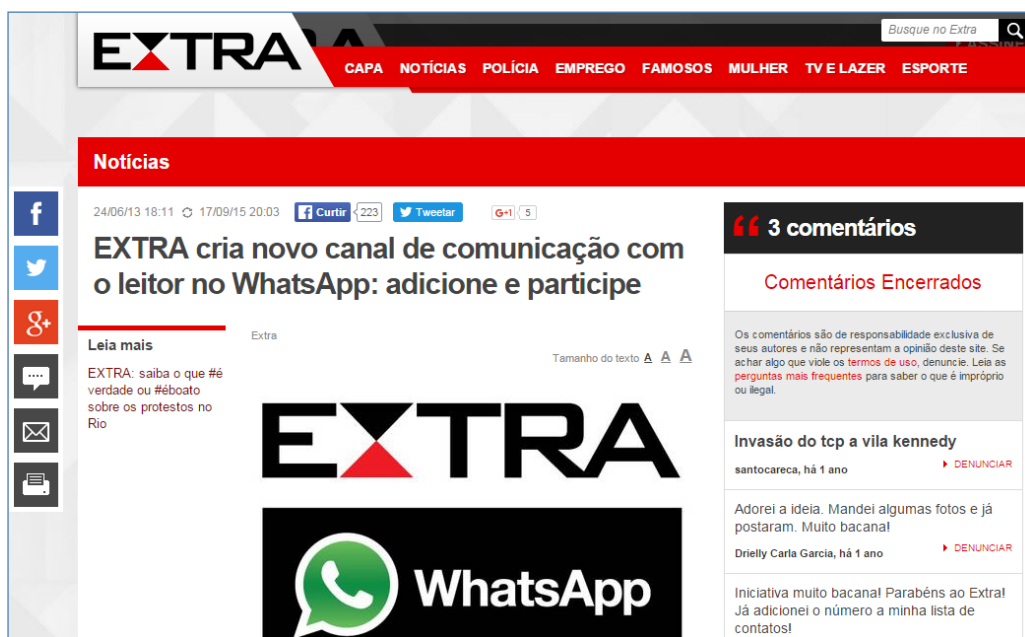 EXTRA
Busque no Extra
ASSINE
CAPA NOTÍCIAS POLÍCIA EMPREGO FAMOSOS MULHER TV E LAZER ESPORTE
Notícias
24/06/13 18:11 17/09/15 20:03 Curtir 223 Tweetar G+1 5
EXTRA cria novo canal de comunicação com
o leitor no WhatsApp: adicione e participe
Leia mais
EXTRA: saiba o que #é
verdade ou #éboato
sobre os protestos no
Rio
Extra
Tamanho do texto A A A
EXTRA
WhatsApp
3 comentários
Comentários Encerrados
Os comentários são de responsabilidade exclusiva de
seus autores e não representam a opinião deste site. Se
achar algo que viole os termos de uso, denuncie. Leia as
perguntas mais frequentes para saber o que é impróprio
ou ilegal.
Invasão do tcp a vila kennedy
santocareca, há 1 ano DENUNCIAR
Adorei a ideia. Mandei algumas fotos e já
postaram. Muito bacana!
Drielly Carla Garcia, há 1 ano DENUNCIAR
Iniciativa muito bacana! Parabéns ao Extra!
Já adicionei o número a minha lista de
contatos!